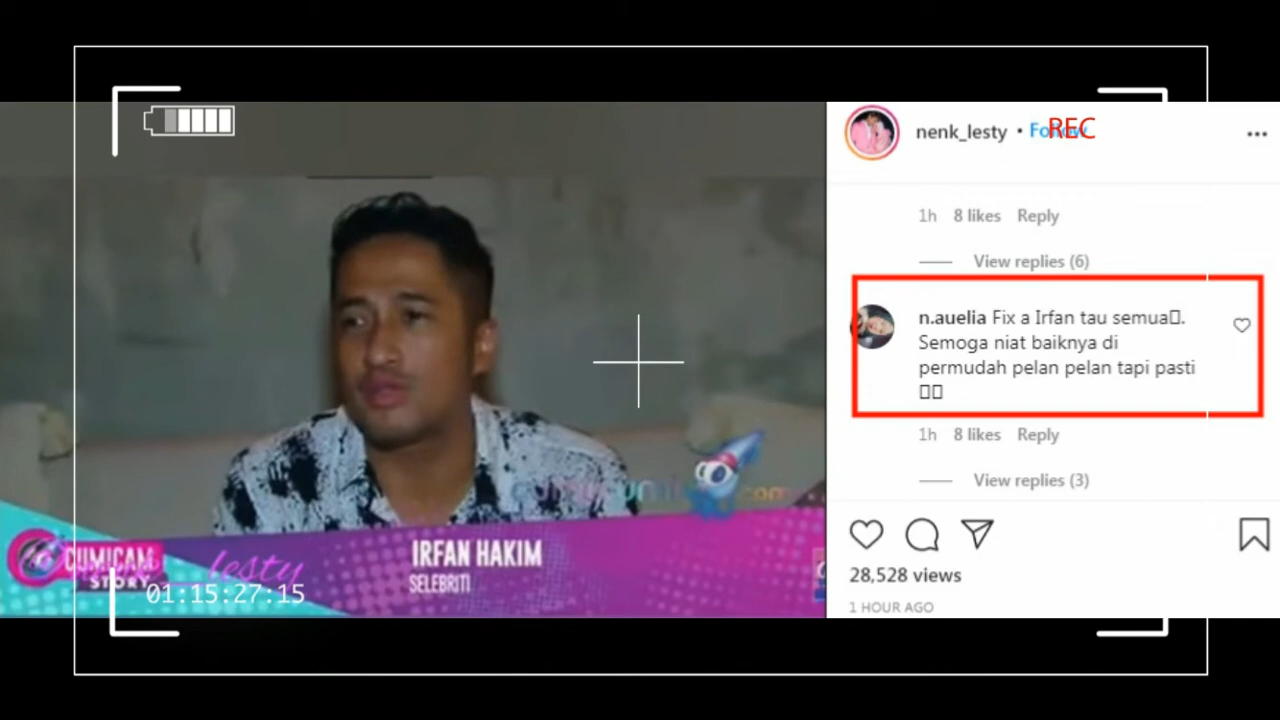 nenk_lesty • Follow
REC
1h 8 likes Reply
View replies (6)
n.auelia Fix a Irfan tau semua▯.
Semoga niat baiknya di
permudah pelan pelan tapi pasti
▯▯
1h 8 likes Reply
View replies (3)
CUMICAM
STORY
lesty
IRFAN HAKIM
SELEBRITI
01:15:27:15
28,528 views
1 HOUR AGO